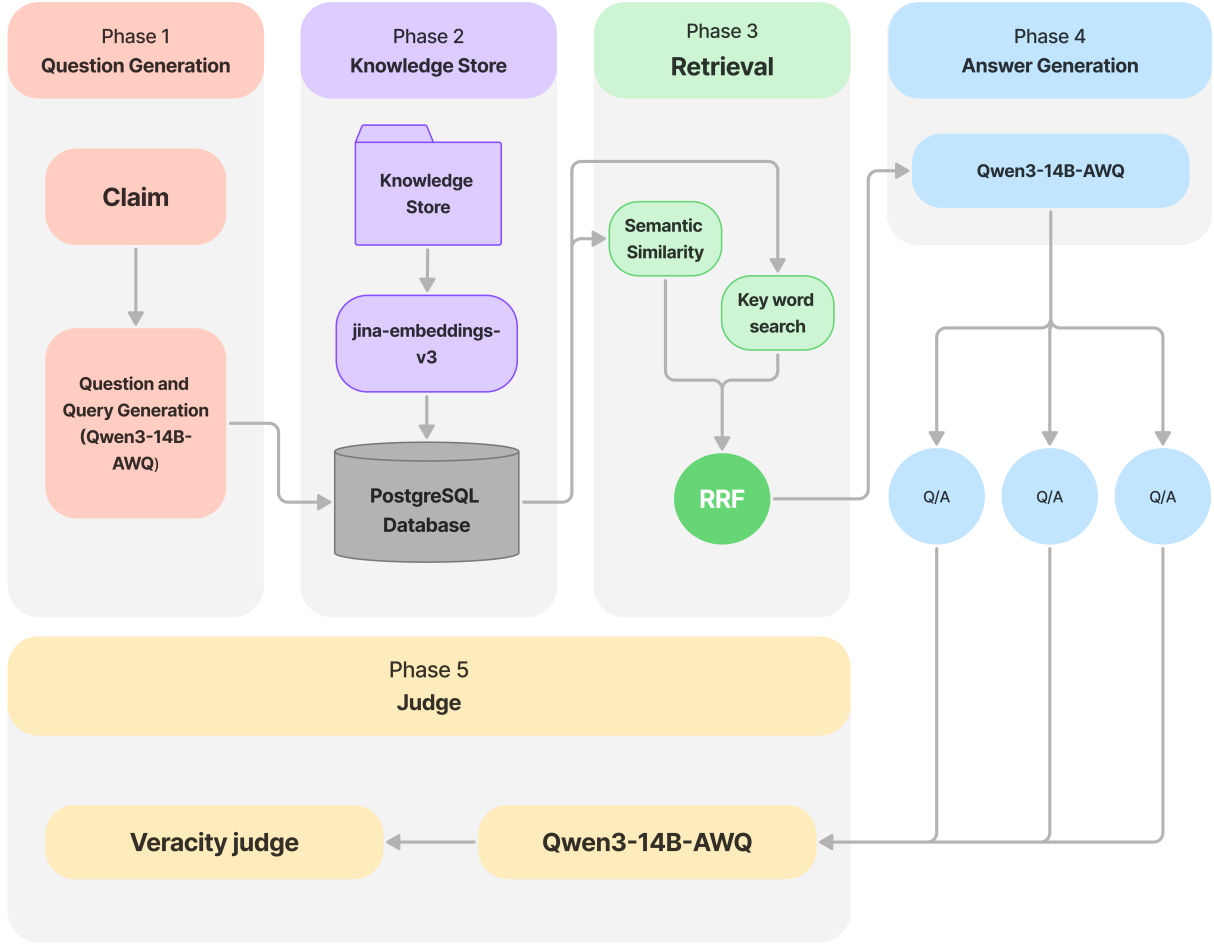 Phase 1
Question Generation
Claim
Question and
Query Generation
(Qwen3-14B-
AWQ)
Phase 2
Knowledge Store
Knowledge
Store
jina-embeddings-
v3
PostgreSQL
Database
Phase 3
Retrieval
Semantic
Similarity
Key word
search
RRF
Phase 4
Answer Generation
Qwen3-14B-AWQ
Q/A
Q/A
Q/A
Phase 5
Judge
Veracity judge
Qwen3-14B-AWQ